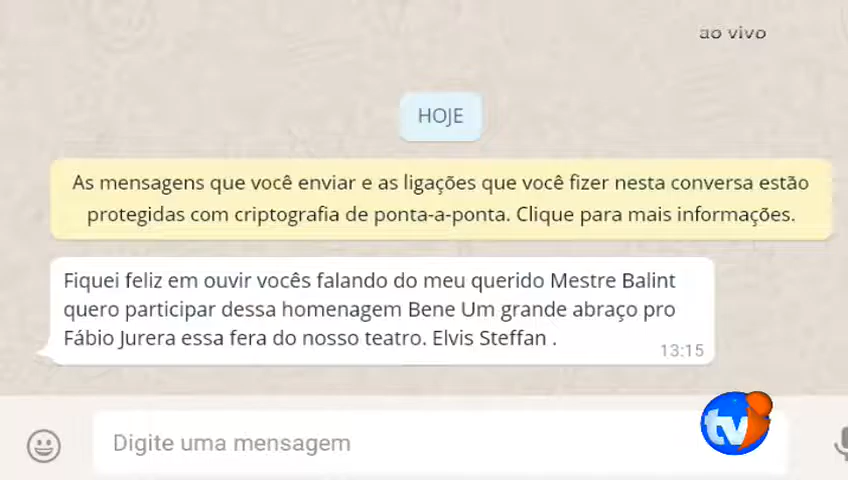 ao vivo
HOJE
As mensagens que você enviar e as ligações que você fizer nesta conversa estão
protegidas com criptografia de ponta-a-ponta. Clique para mais informações.
Fiquei feliz em ouvir vocês falando do meu querido Mestre Balint
quero participar dessa homenagem Bene Um grande abraço pro
Fábio Jurera essa fera do nosso teatro. Elvis Steffan .
13:15
Digite uma mensagem
tvi